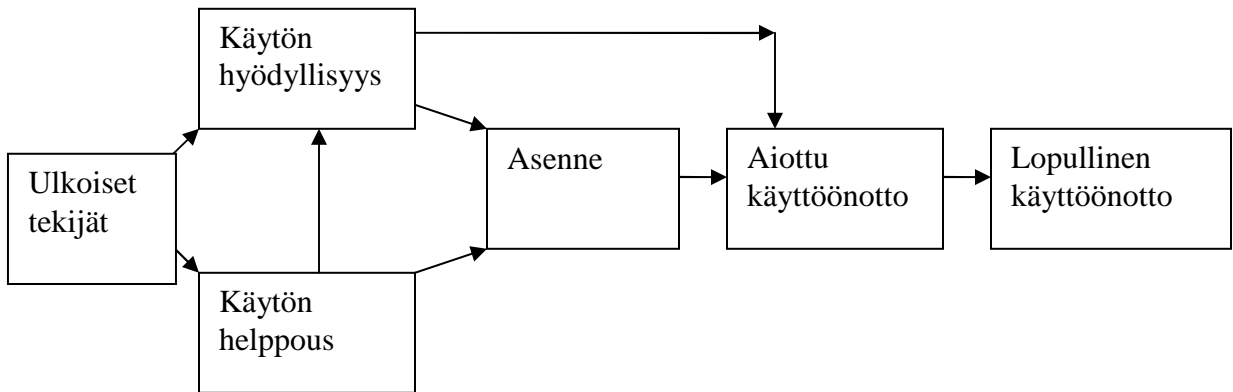 Käytön
hyödyllisyys
Ulkoiset
tekijät
Asenne
Aiottu
käyttöönotto
Lopullinen
käyttöönotto
Käytön
helppous